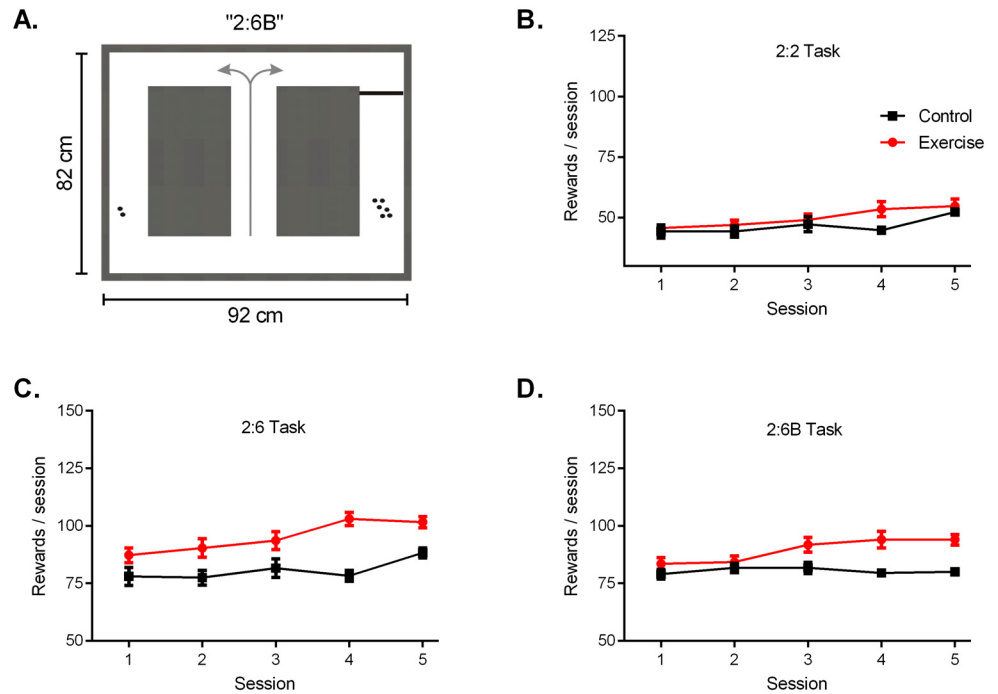 A.
"2:6B"
82 cm
92 cm
B.
2:2 Task
Rewards / session
125
100
75
50
Control
Exercise
1 2 3 4 5
Session
C.
2:6 Task
Rewards / session
150
125
100
75
50
1 2 3 4 5
Session
D.
2:6B Task
Rewards / session
150
125
100
75
50
1 2 3 4 5
Session